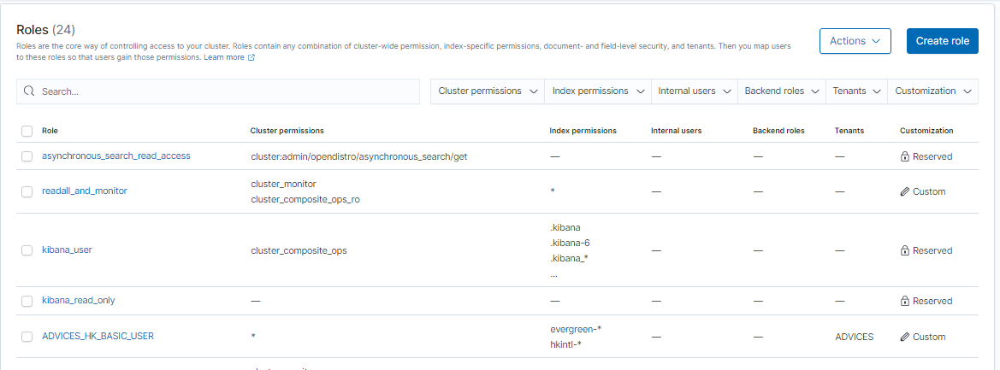 Roles (24)
Roles are the core way of controlling access to your cluster. Roles contain any combination of cluster-wide permission, index-specific permissions, document- and field-level security, and tenants. Then you map users
to these roles so that users gain those permissions. Learn more
Actions
Create role
Search...
Cluster permissions
Index permissions
Internal users
Backend roles
Tenants
Customization
Role Cluster permissions Index permissions Internal users Backend roles Tenants Customization
asynchronous_search_read_access cluster:admin/opendistro/asynchronous_search/get — — — — Reserved
readall_and_monitor
cluster_monitor
cluster_composite_ops_ro
* — — — Custom
kibana_user cluster_composite_ops
.kibana
.kibana-6
.kibana_*
...
— — — Reserved
kibana_read_only — — — — — Reserved
ADVICES_HK_BASIC_USER *
evergreen-*
hkintl-*
— — ADVICES Custom